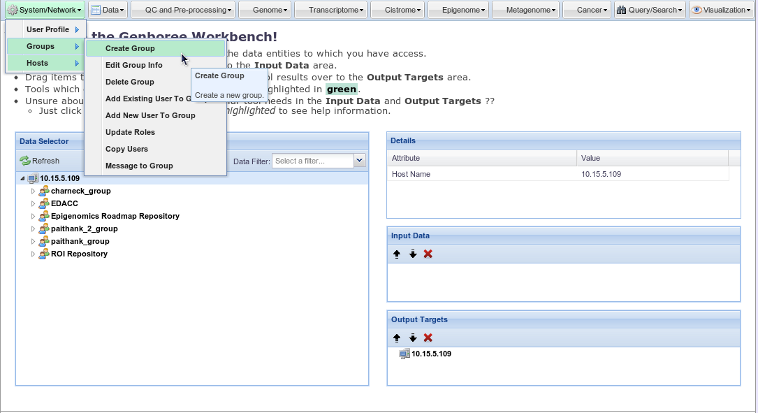 System/Network Data QC and Pre-processing Genome Transcriptome Cistrome Epigenome Metagenome Cancer Query/Search Visualization
User Profile
Groups
Hosts
Create Group
Edit Group Info
Delete Group
Add Existing User To G
Add New User To Group
Update Roles
Copy Users
Message to Group
Create Group
Create a new group.
the Genboree Workbench!
the data entities to which you have access.
to the Input Data area.
Drag items t
ol results over to the Output Targets area.
Tools which
ghlighted in green.
Unsure abou
ol needs in the Input Data and Output Targets ??
Just click
highlighted to see help information.
Data Selector
Refresh
Data Filter: Select a filter...
10.15.5.109
charneck_group
EDACC
Epigenomics Roadmap Repository
paithank_2_group
paithank_group
ROI Repository
Details
Attribute Value
Host Name 10.15.5.109
Input Data
Output Targets
10.15.5.109